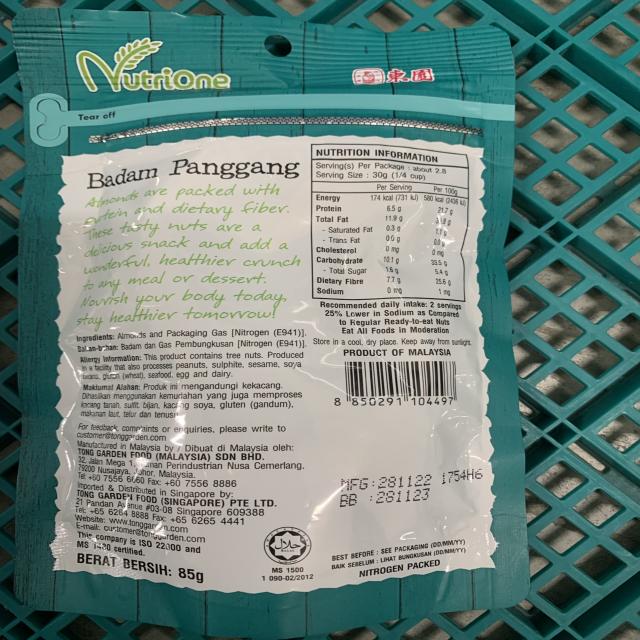 NutriOne
東園
Tear off
Badam Panggang
Almonds are packed with
protein and dietary fiber.
These tasty nuts are a
delicious snack and add a
wonderful, healthier crunch
to any meal or dessert.
Nourish your body today,
stay healthier tomorrow!
Ingredients: Almonds and Packaging Gas [Nitrogen (E941)].
Bahan-bahan: Badam dan Gas Pembungkusan [Nitrogen (E941)].
Allergy Information: This product contains tree nuts. Produced
in a facility that also processes peanuts, sulphite, sesame, soya
beans, gluten (wheat), seafood, egg and dairy.
Maklumat Alahan: Produk ini mengandungi kekacang.
Dihasilkan menggunakan kemudahan yang juga memproses
kacang tanah, sulfit, bijan, kacang soya, gluten (gandum),
makanan laut, telur dan tenusu.
For feedback, complaints or enquiries, please write to
customer@tonggarden.com
Manufactured in Malaysia by / Dibuat di Malaysia oleh:
TONG GARDEN FOOD (MALAYSIA) SDN BHD.
Jalan Mega 1, Taman Perindustrian Nusa Cemerlang,
79200 Nusajaya, Johor, Malaysia.
Tel: +60 7556 Fax: +60 7556 8886
Imported & Distributed in Singapore by:
TONG GARDEN FOOD (SINGAPORE) PTE LTD.
21 Pandan Avenue #03-08 Singapore 609388
Tel: +65 6264 8888 Fax: +65 6265 4441
Website: www.tonggarden.com
E-mail: customer@tonggarden.com
This company is ISO 22000 and
MS 1480 certified.
BERAT BERSIH: 85g
NUTRITION INFORMATION
Serving(s) Per Package : about 2.8
Serving Size : 30g (1/4 cup)
Per Serving Per 100g
Energy 174 kcal (731 kJ) 580 kcal (2436 kJ)
Protein 6.5 g 21.7 g
Total Fat 11.9 g
- Saturated Fat 0.3 g
- Trans Fat 0.0 g
Cholesterol 0 mg 0 mg
Carbohydrate 10.1 g 33.5 g
- Total Sugar 1.6 g 5.4 g
Dietary Fibre 7.7 g 25.6 g
Sodium 0 mg 1 mg
Recommended daily intake: 2 servings
25% Lower in Sodium as Compared
to Regular Ready-to-eat Nuts
Eat All Foods in Moderation
Store in a cool, dry place. Keep away from sunlight.
PRODUCT OF MALAYSIA
8 850291 104497
MFG:281122 1754H6
BB :281123
MS 1500
1 090-02/2012
BEST BEFORE : SEE PACKAGING (DD/MM/YY)
BAIK SEBELUM : LIHAT BUNGKUSAN (DD/MM/YY)
NITROGEN PACKED